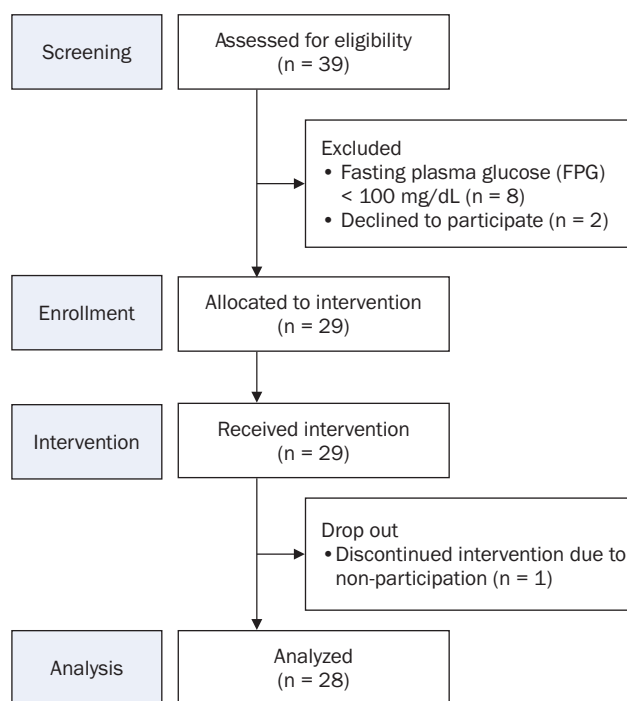 Screening
Assessed for eligibility
(n = 39)
Excluded
• Fasting plasma glucose (FPG)
< 100 mg/dL (n = 8)
• Declined to participate (n = 2)
Enrollment
Allocated to intervention
(n = 29)
Intervention
Received intervention
(n = 29)
Drop out
•Discontinued intervention due to
non-participation (n = 1)
Analysis
Analyzed
(n = 28)